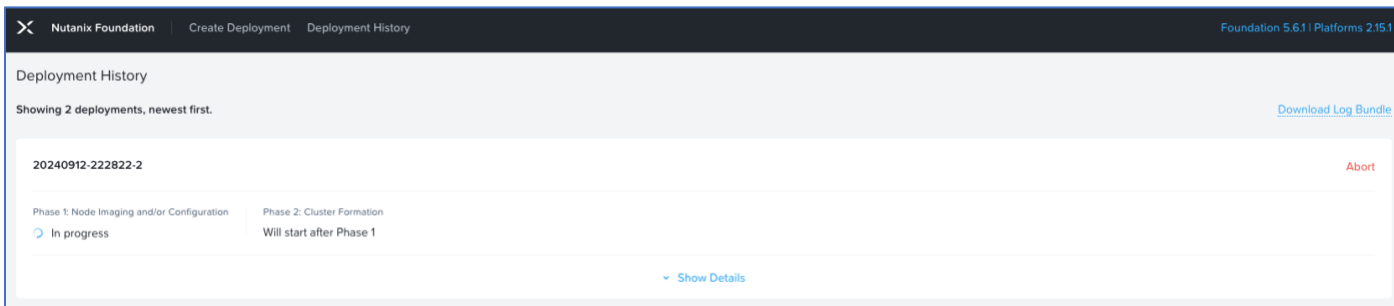 Nutanix Foundation Create Deployment Deployment History Foundation 5.6.1 | Platforms 2.15.1
Deployment History
Showing 2 deployments, newest first. Download Log Bundle
20240912-222822-2 Abort
Phase 1: Node Imaging and/or Configuration Phase 2: Cluster Formation
In progress Will start after Phase 1
Show Details